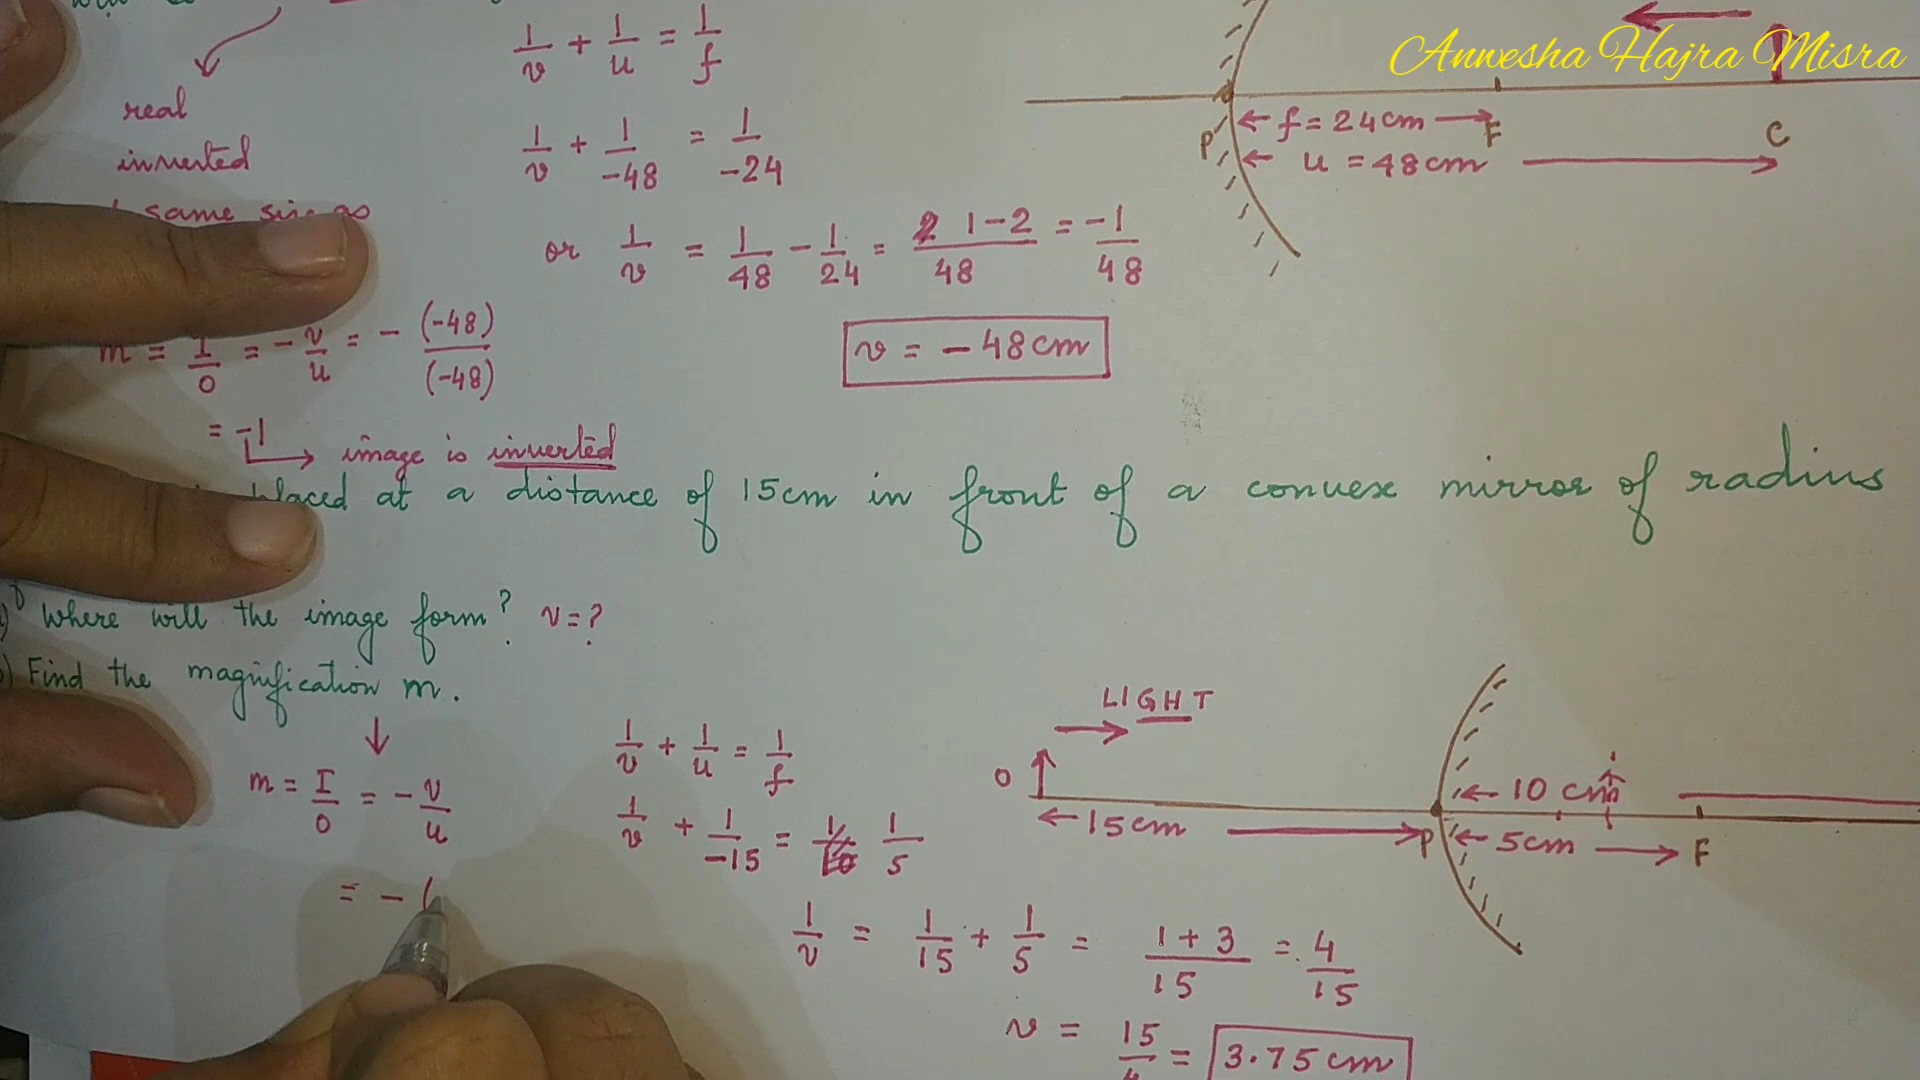 Anwesha Hajra Misra
1/v + 1/u = 1/f
real
inverted
same size as
1/v + 1/-48 = 1/-24
or 1/v = 1/48 - 1/24 = 1-2/48 = -1/48
v = -48cm
m = I/O = -v/u = -(-48)/(-48)
= -1
image is inverted
P
f = 24cm
F
C
u = 48cm
placed at a distance of 15cm in front of a convex mirror of radius
Where will the image form? v=?
Find the magnification m.
m = I/O = -v/u
= -(
1/v + 1/u = 1/f
1/v + 1/-15 = 1/5
1/v = 1/15 + 1/5 = 1+3/15 = 4/15
v = 15/4 = 3.75cm
LIGHT
O
15cm
P
10 cm
5cm
F